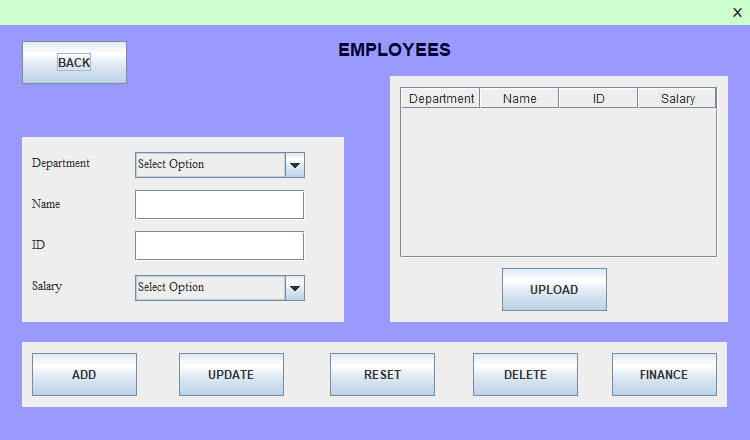 X
EMPLOYEES
BACK
Department Name ID Salary
Department Select Option
Name
ID
Salary Select Option
UPLOAD
ADD UPDATE RESET DELETE FINANCE